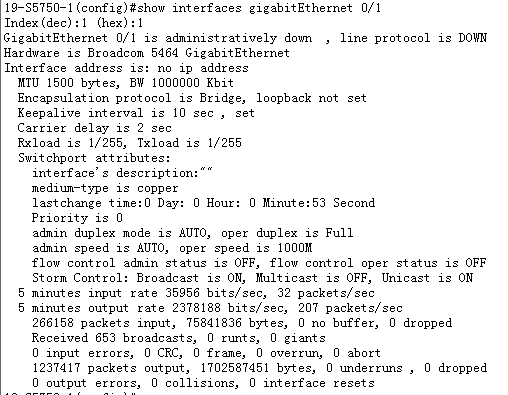 19-S5750-1(config)#show interfaces gigabitEthernet 0/1
Index(dec):1 (hex):1
GigabitEthernet 0/1 is administratively down  , line protocol is DOWN
Hardware is Broadcom 5464 GigabitEthernet
Interface address is: no ip address
  MTU 1500 bytes, BW 1000000 Kbit
  Encapsulation protocol is Bridge, loopback not set
  Keepalive interval is 10 sec , set
  Carrier delay is 2 sec
  Rxload is 1/255, Txload is 1/255
  Switchport attributes:
    interface's description:""
    medium-type is copper
    lastchange time:0 Day: 0 Hour: 0 Minute:53 Second
    Priority is 0
    admin duplex mode is AUTO, oper duplex is Full
    admin speed is AUTO, oper speed is 1000M
    flow control admin status is OFF, flow control oper status is OFF
    Storm Control: Broadcast is ON, Multicast is OFF, Unicast is ON
  5 minutes input rate 35956 bits/sec, 32 packets/sec
  5 minutes output rate 2378188 bits/sec, 207 packets/sec
    266158 packets input, 75841836 bytes, 0 no buffer, 0 dropped
    Received 653 broadcasts, 0 runts, 0 giants
    0 input errors, 0 CRC, 0 frame, 0 overrun, 0 abort
    1237417 packets output, 1702587451 bytes, 0 underruns , 0 dropped
    0 output errors, 0 collisions, 0 interface resets
19-S5750-1(config)#